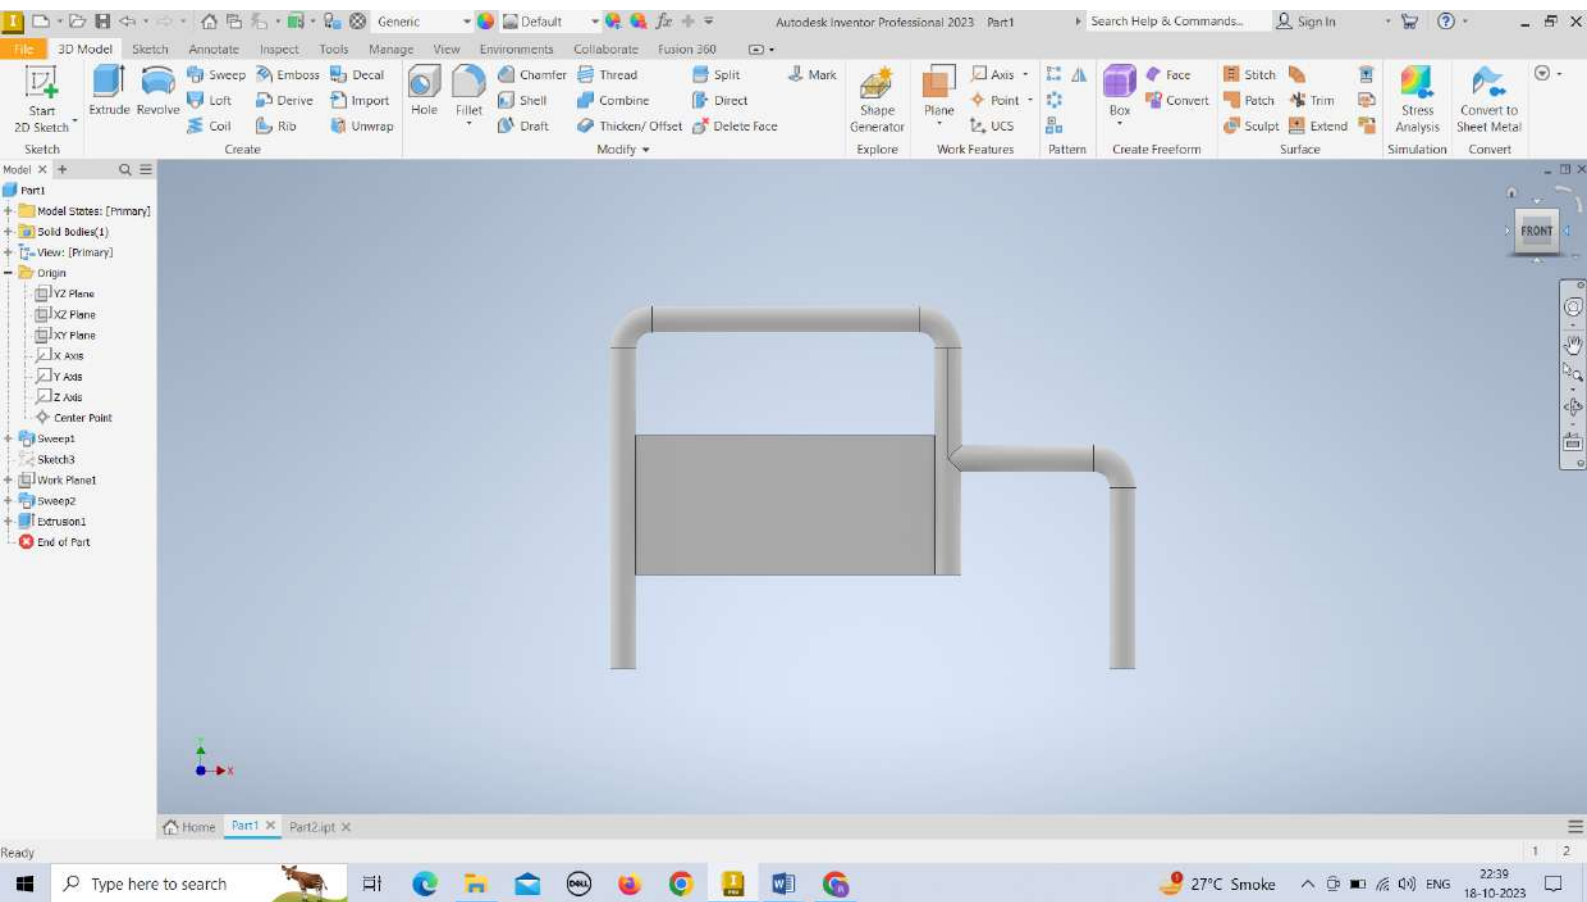 Generic
Default
Autodesk Inventor Professional 2023 Part1
Search Help & Commands...
Sign In
File 3D Model Sketch Annotate Inspect Tools Manage View Environments Collaborate Fusion 360
Start 2D Sketch
Extrude Revolve
Sweep Emboss Decal
Loft Derive Import
Coil Rib Unwrap
Hole Fillet
Chamfer Thread Split Mark
Shell Combine Direct
Draft Thicken/ Offset Delete Face
Shape Generator
Plane
Axis
Point
UCS
Box
Face
Convert
Stitch
Patch Trim
Sculpt Extend
Stress Analysis
Convert to Sheet Metal
Sketch Create Modify Explore Work Features Pattern Create Freeform Surface Simulation Convert
Model
Part1
Model States: [Primary]
Solid Bodies(1)
View: [Primary]
Origin
YZ Plane
XZ Plane
XY Plane
X Axis
Y Axis
Z Axis
Center Point
Sweep1
Sketch3
Work Plane1
Sweep2
Extrusion1
End of Part
FRONT
X
Home Part1 Part2.ipt
Ready
1 2
Type here to search
DELL
27°C Smoke
ENG
22:39
18-10-2023